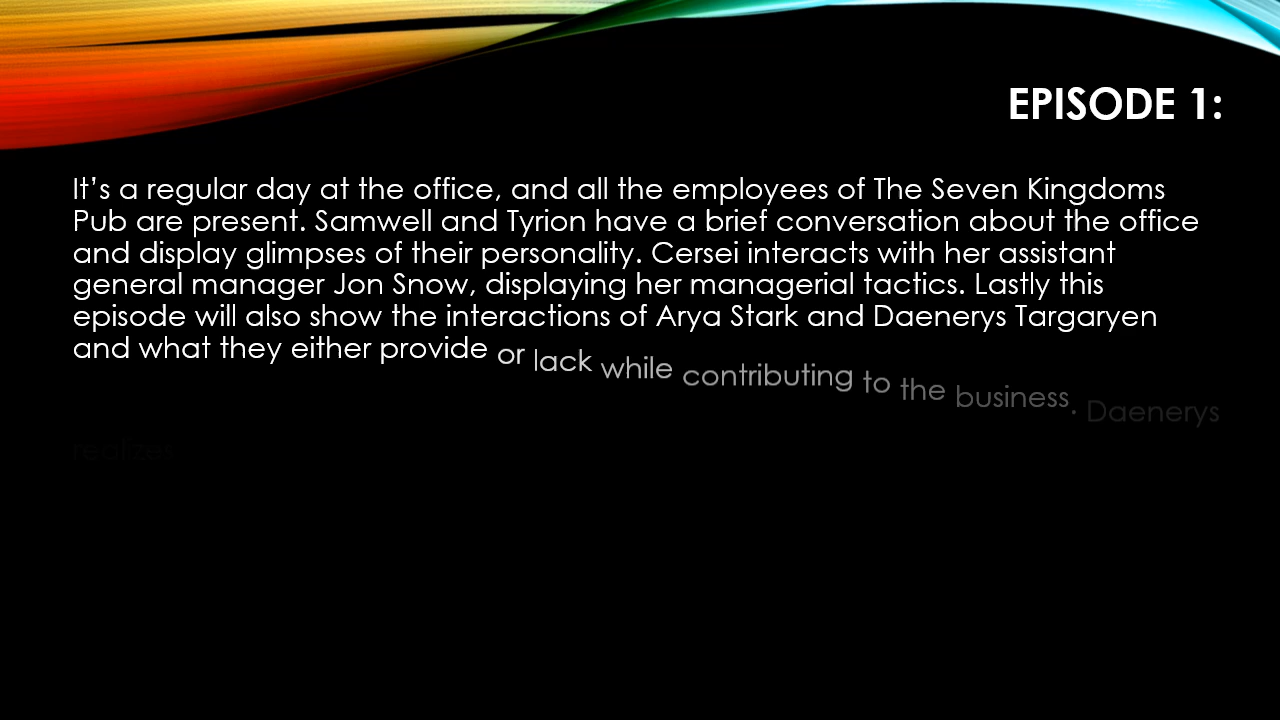 EPISODE 1:
It’s a regular day at the office, and all the employees of The Seven Kingdoms
Pub are present. Samwell and Tyrion have a brief conversation about the office
and display glimpses of their personality. Cersei interacts with her assistant
general manager Jon Snow, displaying her managerial tactics. Lastly this
episode will also show the interactions of Arya Stark and Daenerys Targaryen
and what they either provide or lack while contributing to the business. Daenerys
realizes